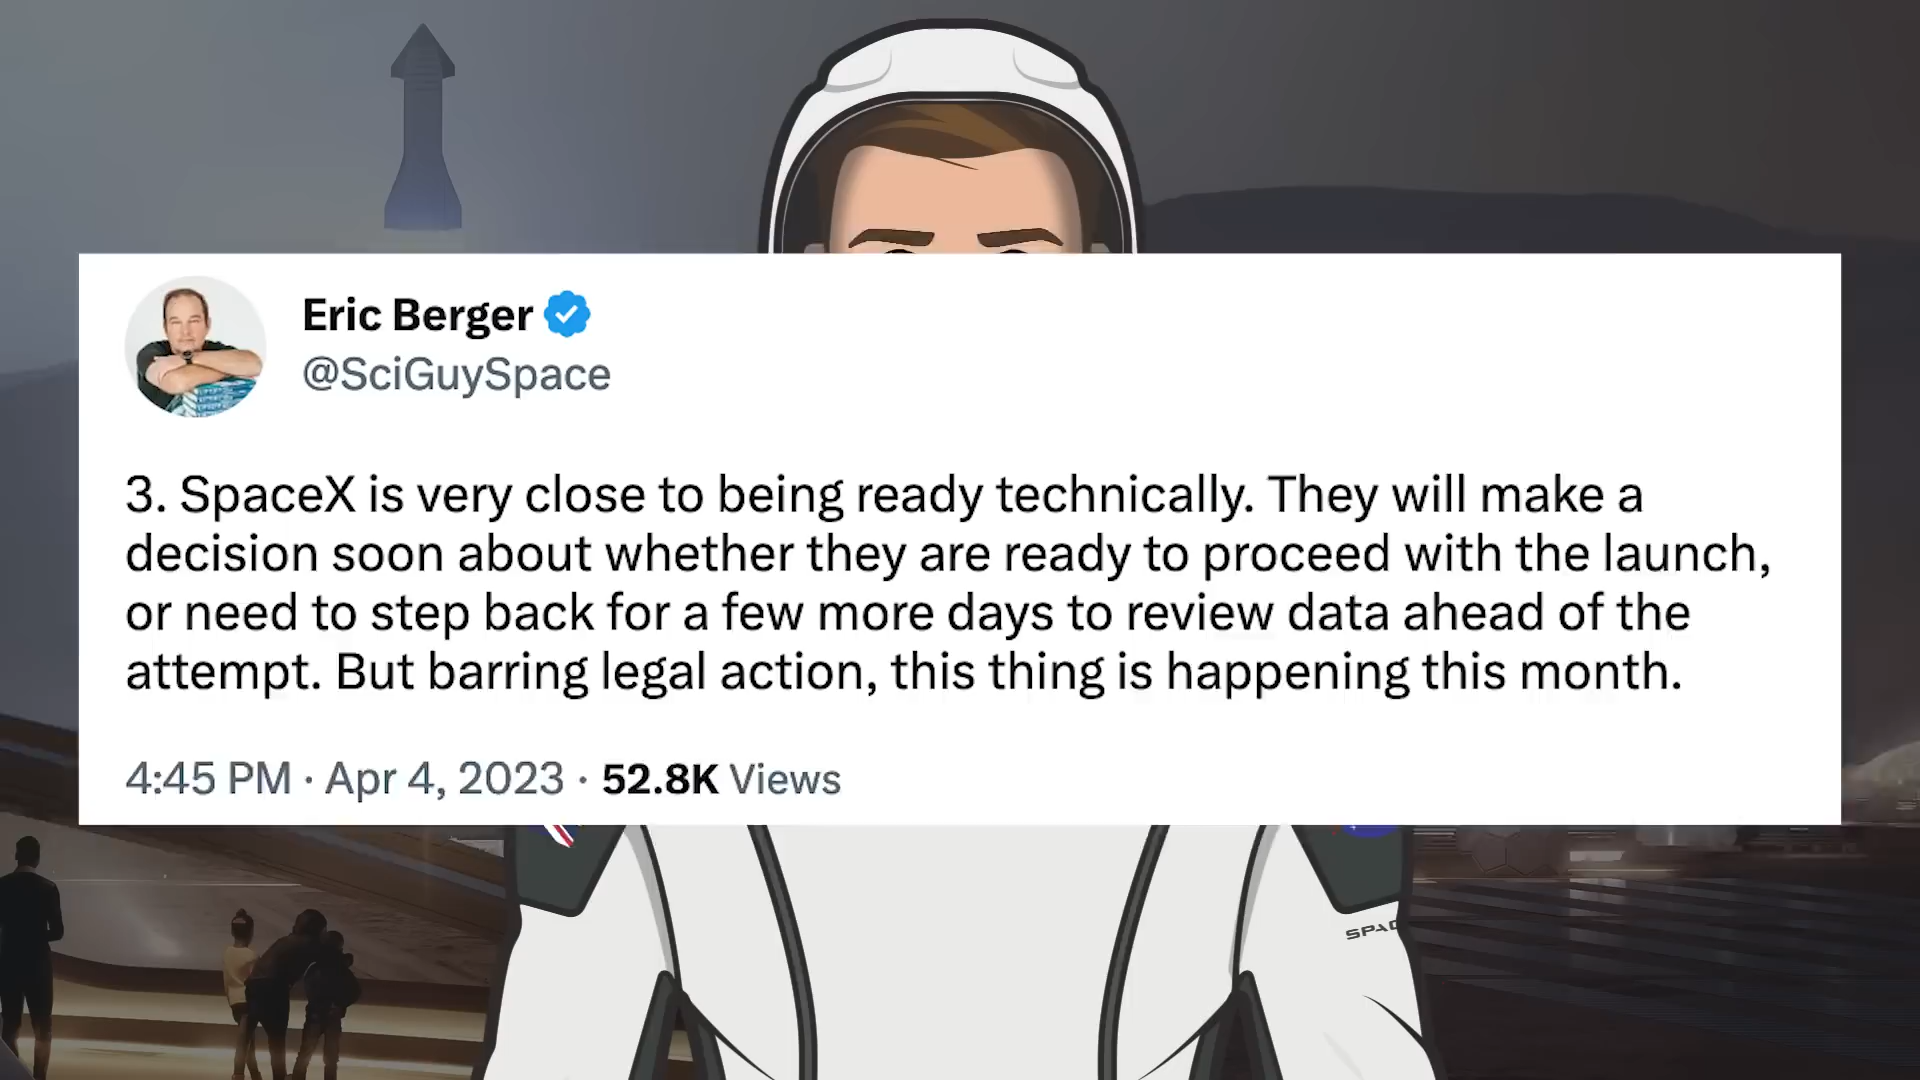 Eric Berger
@SciGuySpace
3. SpaceX is very close to being ready technically. They will make a
decision soon about whether they are ready to proceed with the launch,
or need to step back for a few more days to review data ahead of the
attempt. But barring legal action, this thing is happening this month.
4:45 PM · Apr 4, 2023 · 52.8K Views
SPAC